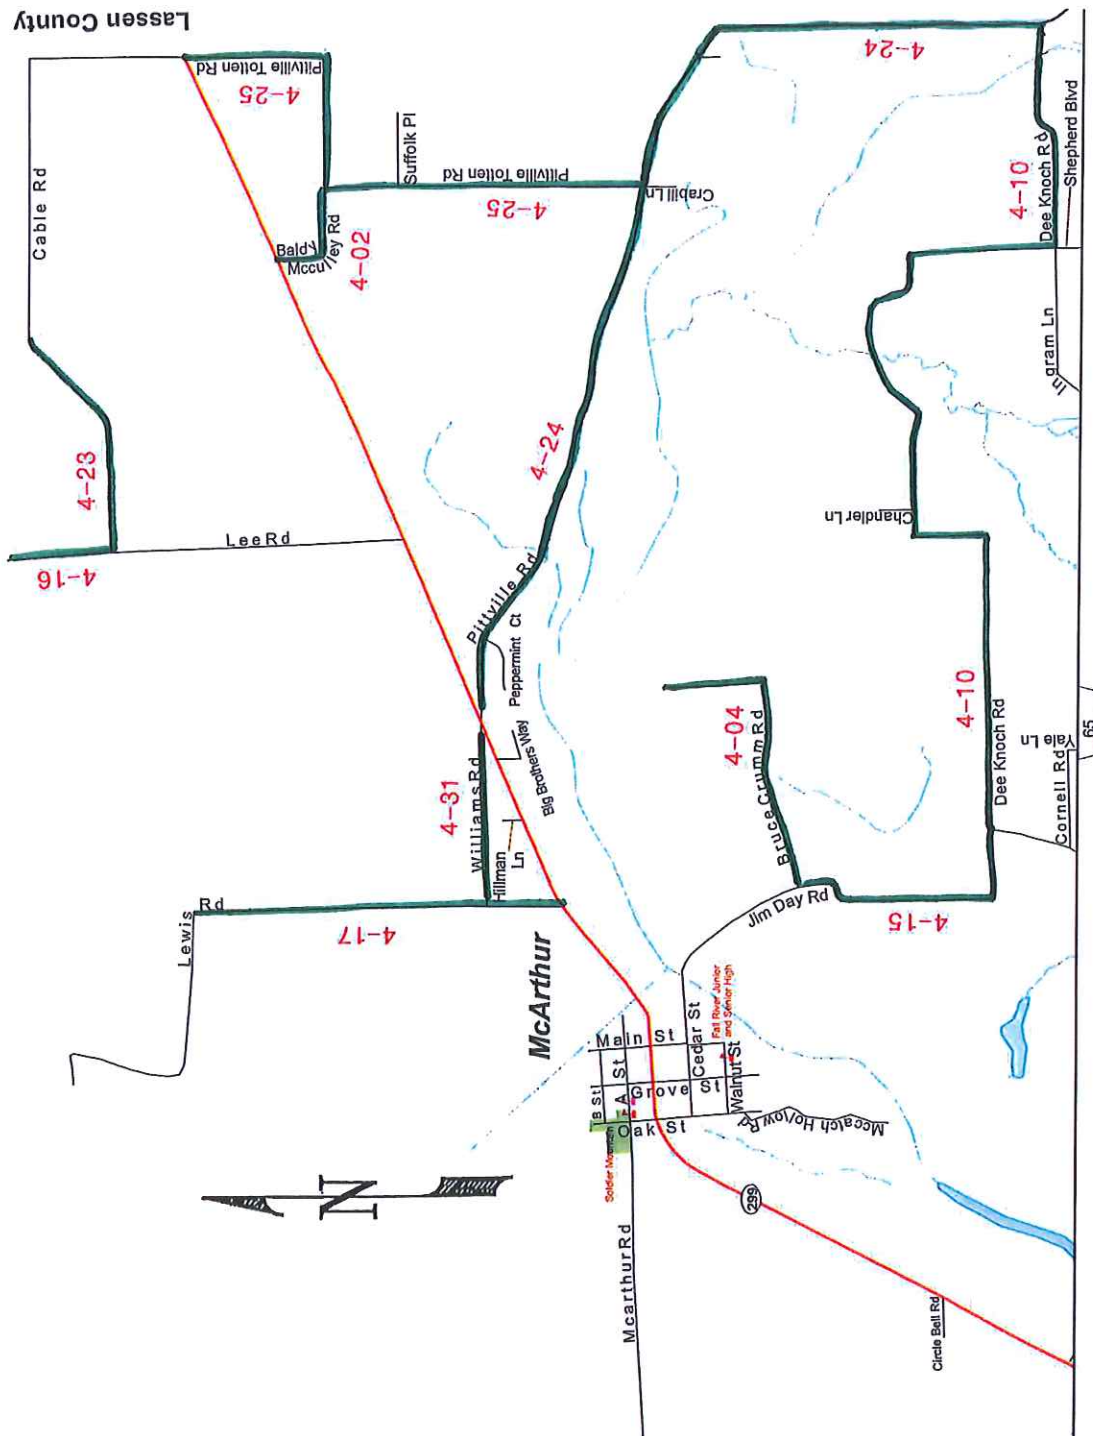 Lassen County
Cable Rd
Pittville Totten Rd
4-25
Suffolk Pl
Pittville Totten Rd
4-25
Baldy
Mccul
ley Rd
4-02
Crabill Ln
4-24
4-10
Dee Knoch Rd
Shepherd Blvd
Ingram Ln
4-23
Lee Rd
4-16
4-24
Pittville Rd
Peppermint Ct
Chandler Ln
4-31
Williams Rd
Big Brothers Way
Hillman
Ln
4-04
Bruce Crumm Rd
4-10
Dee Knoch Rd
Yale Ln
65
Cornell Rd
Lewis
Rd
4-17
Jim Day Rd
4-15
McArthur
Main St
Cedar St
Fall River Junior
and Senior High
B St
A St
Grove St
Walnut St
Oak St
Soldier Mountain
Mccatch Hollow Rd
N
299
Mcarthur Rd
Circle Bell Rd